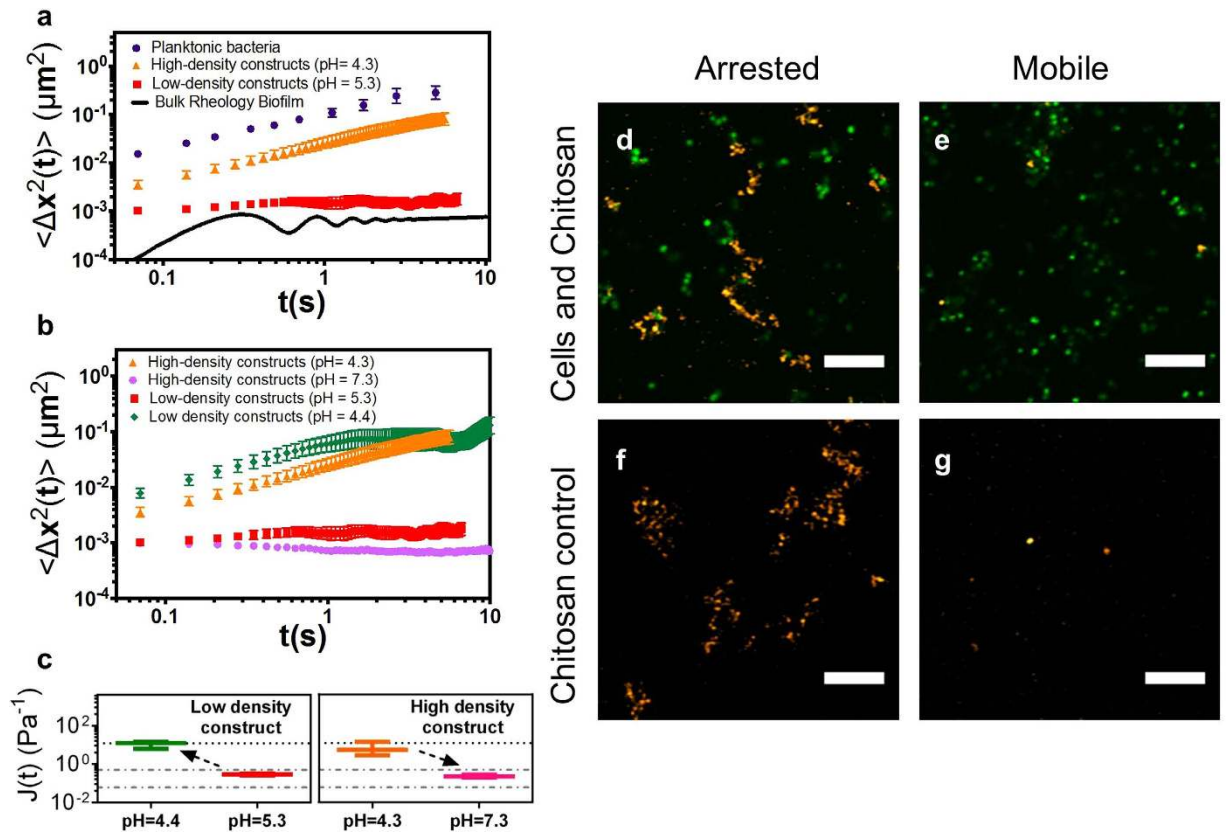 a
<Δx²(t)> (μm²)
10⁰
10⁻¹
10⁻²
10⁻³
10⁻⁴
Planktonic bacteria
High-density constructs (pH= 4.3)
Low-density constructs (pH = 5.3)
Bulk Rheology Biofilm
0.1 1 10
t(s)
b
<Δx²(t)> (μm²)
10⁰
10⁻¹
10⁻²
10⁻³
10⁻⁴
High-density constructs (pH= 4.3)
High-density constructs (pH = 7.3)
Low-density constructs (pH = 5.3)
Low density constructs (pH = 4.4)
0.1 1 10
t(s)
c
J(t) (Pa⁻¹)
10²
10⁰
10⁻²
Low density
construct
High density
construct
pH=4.4 pH=5.3 pH=4.3 pH=7.3
Arrested Mobile
Cells and Chitosan
d e
Chitosan control
f g